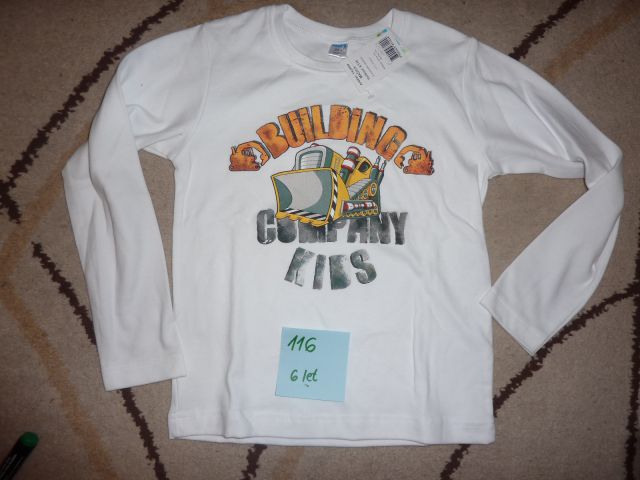 BUILDING
COMPANY
KIDS
116
6 let